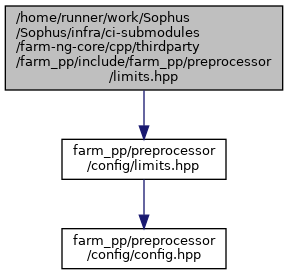 /home/runner/work/Sophus
/Sophus/infra/ci-submodules
/farm-ng-core/cpp/thirdparty
/farm_pp/include/farm_pp/preprocessor
/limits.hpp
farm_pp/preprocessor
/config/limits.hpp
farm_pp/preprocessor
/config/config.hpp